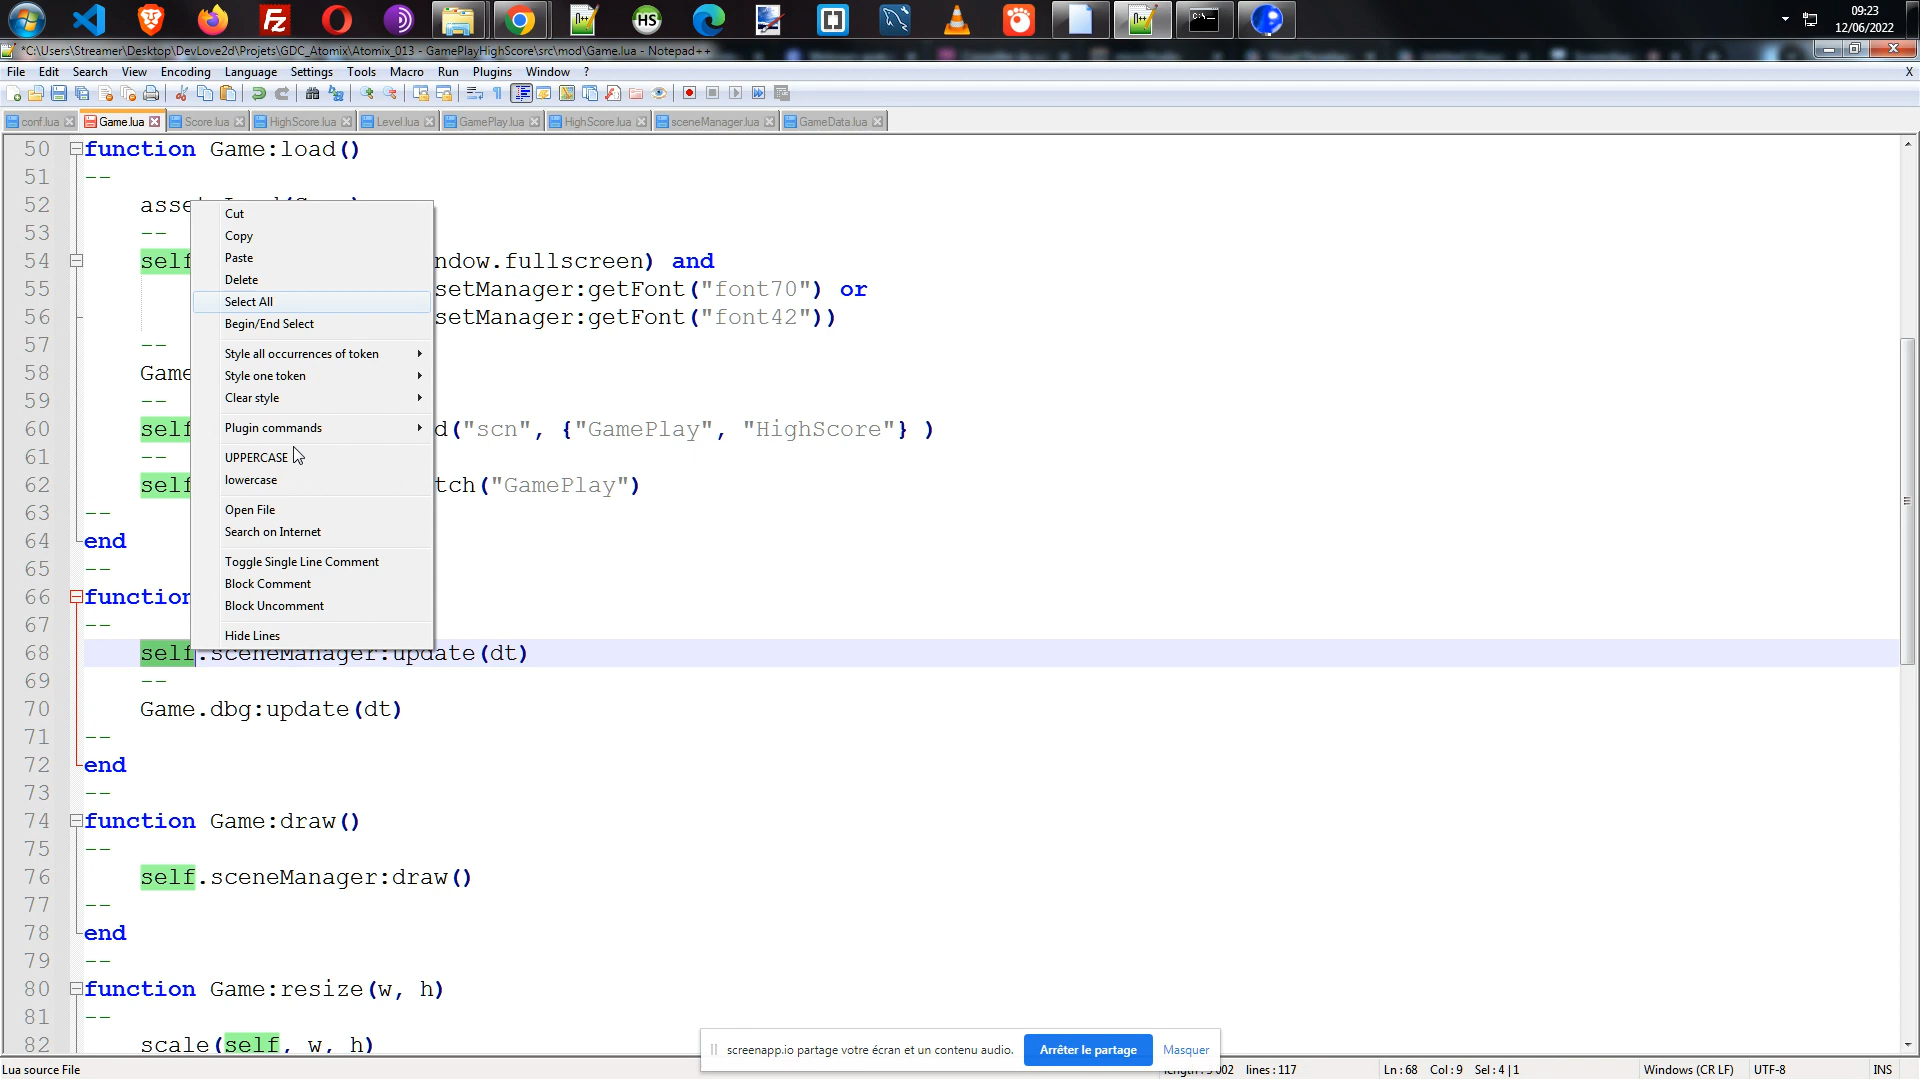 09:23
12/06/2022
*C:\Users\Streamer\Desktop\DevLove2d\Projets\GDC_Atomix\Atomix_013 - GamePlayHighScore\src\mod\Game.lua - Notepad++
File Edit Search View Encoding Language Settings Tools Macro Run Plugins Window ? X
conf.lua Game.lua Score.lua HighScore.lua Level.lua GamePlay.lua HighScore.lua sceneManager.lua GameData.lua
50 function Game:load()
51 --
52 asse
53 --
54 self ndow.fullscreen) and
55 setManager:getFont("font70") or
56 setManager:getFont("font42"))
57 --
58 Game
59 --
60 self d("scn", {"GamePlay", "HighScore"} )
61 --
62 self tch("GamePlay")
63 --
64 end
65 --
66 function
67 --
68 self.sceneManager:update(dt)
69 --
70 Game.dbg:update(dt)
71 --
72 end
73 --
74 function Game:draw()
75 --
76 self.sceneManager:draw()
77 --
78 end
79 --
80 function Game:resize(w, h)
81 --
82 scale(self, w, h)
Cut
Copy
Paste
Delete
Select All
Begin/End Select
Style all occurrences of token
Style one token
Clear style
Plugin commands
UPPERCASE
lowercase
Open File
Search on Internet
Toggle Single Line Comment
Block Comment
Block Uncomment
Hide Lines
screenapp.io partage votre écran et un contenu audio. Arrêter le partage Masquer
Lua source File lines : 117 Ln : 68 Col : 9 Sel : 4 | 1 Windows (CR LF) UTF-8 INS